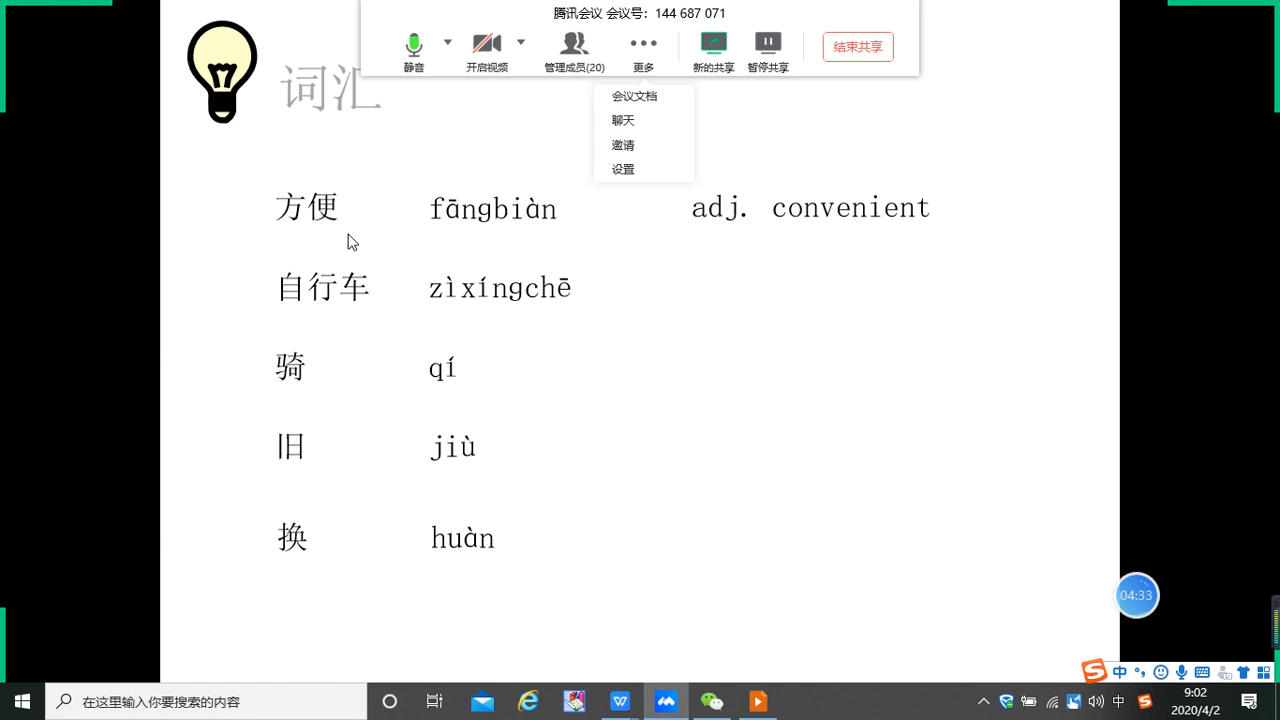 腾讯会议 会议号：144 687 071
静音 开启视频 管理成员(20) 更多 新的共享 暂停共享 结束共享
会议文档
聊天
邀请
设置
词汇
方便 fāngbiàn adj. convenient
自行车 zìxíngchē
骑 qí
旧 jiù
换 huàn
04:33
中
在这里输入你要搜索的内容
中
9:02
2020/4/2